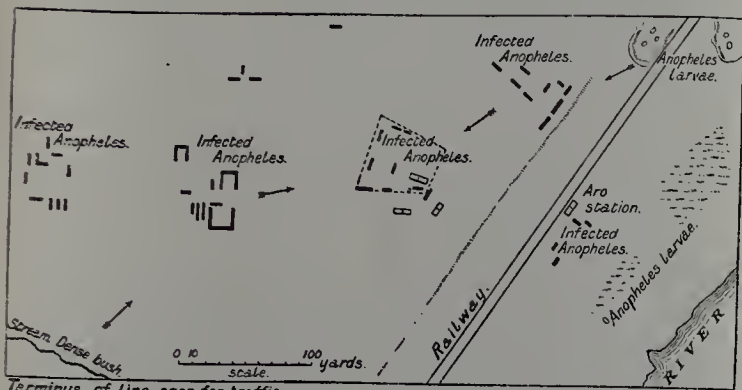 Infected
Anopheles.
Anopheles
larvae.
Infected
Anopheles.
Infected
Anopheles.
Infected
Anopheles.
Aro
station.
Infected
Anopheles.
Anopheles larvae.
Railway.
RIVER
Stream. Dense bush.
0 10 100 yards.
scale.
Terminus of line open for traffic